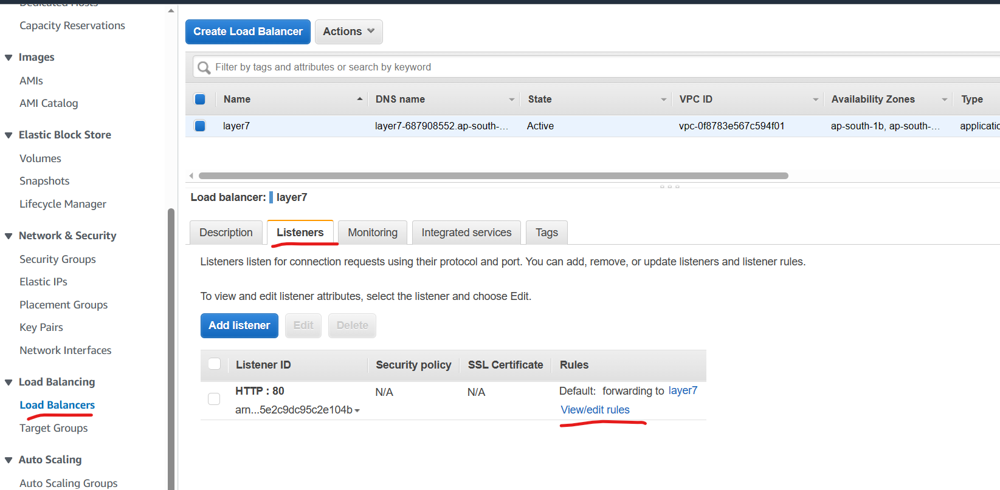 Dedicated Hosts
Capacity Reservations
Images
AMIs
AMI Catalog
Elastic Block Store
Volumes
Snapshots
Lifecycle Manager
Network & Security
Security Groups
Elastic IPs
Placement Groups
Key Pairs
Network Interfaces
Load Balancing
Load Balancers
Target Groups
Auto Scaling
Auto Scaling Groups
Create Load Balancer Actions
Filter by tags and attributes or search by keyword
Name DNS name State VPC ID Availability Zones Type
layer7 layer7-687908552.ap-south-... Active vpc-0f8783e567c594f01 ap-south-1b, ap-south-... applicatio
Load balancer: layer7
Description Listeners Monitoring Integrated services Tags
Listeners listen for connection requests using their protocol and port. You can add, remove, or update listeners and listener rules.
To view and edit listener attributes, select the listener and choose Edit.
Add listener Edit Delete
Listener ID Security policy SSL Certificate Rules
HTTP : 80 N/A N/A Default: forwarding to layer7
arn...5e2c9dc95c2e104b View/edit rules